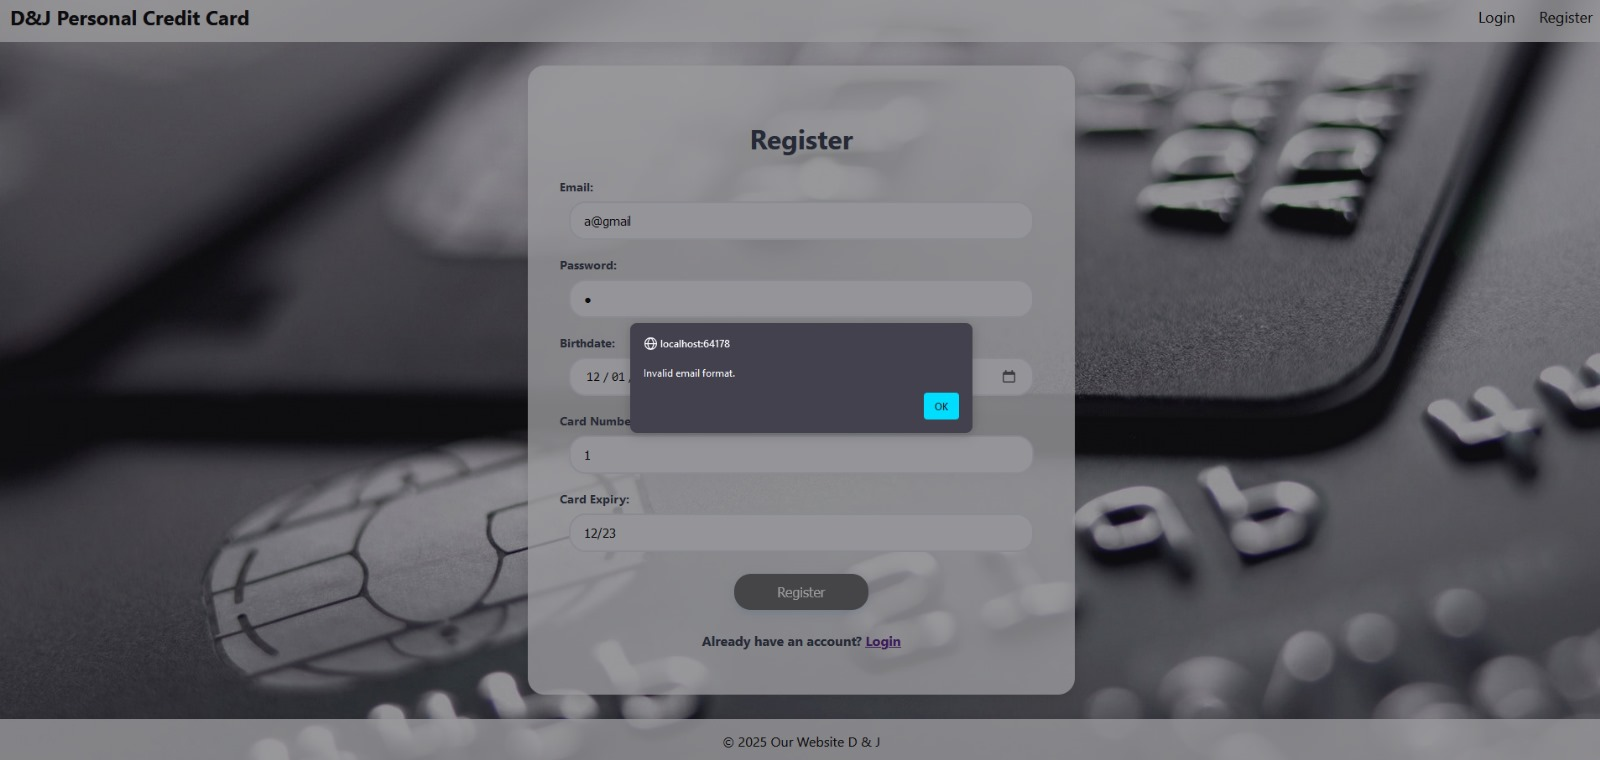 D&J Personal Credit Card
Login Register
Register
Email:
a@gmail
Password:
●
localhost:64178
Invalid email format.
OK
Birthdate:
12 / 01 /
Card Numbe
1
Card Expiry:
12/23
Register
Already have an account? Login
© 2025 Our Website D & J